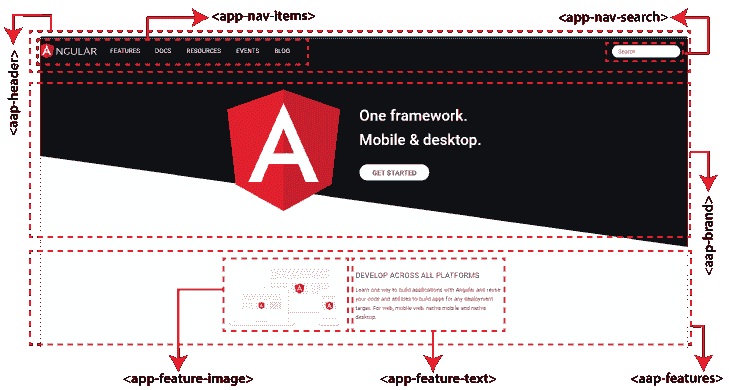 <app-nav-items>
<app-nav-search>
<aap-header>
NGULAR FEATURES DOCS RESOURCES EVENTS BLOG
Search
One framework.
Mobile & desktop.
GET STARTED
<aap-brand>
DEVELOP ACROSS ALL PLATFORMS
Learn one way to build applications with Angular and reuse
your code and abilities to build apps for any deployment
target. For web, mobile web, native mobile and native
desktop.
<app-feature-image>
<app-feature-text>
<aap-features>